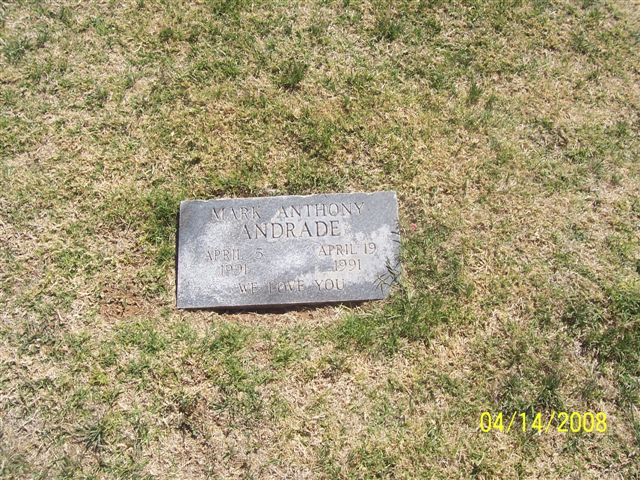 MARK ANTHONY
ANDRADE
APRIL 5 APRIL 19
1991 1991
WE LOVE YOU
04/14/2008